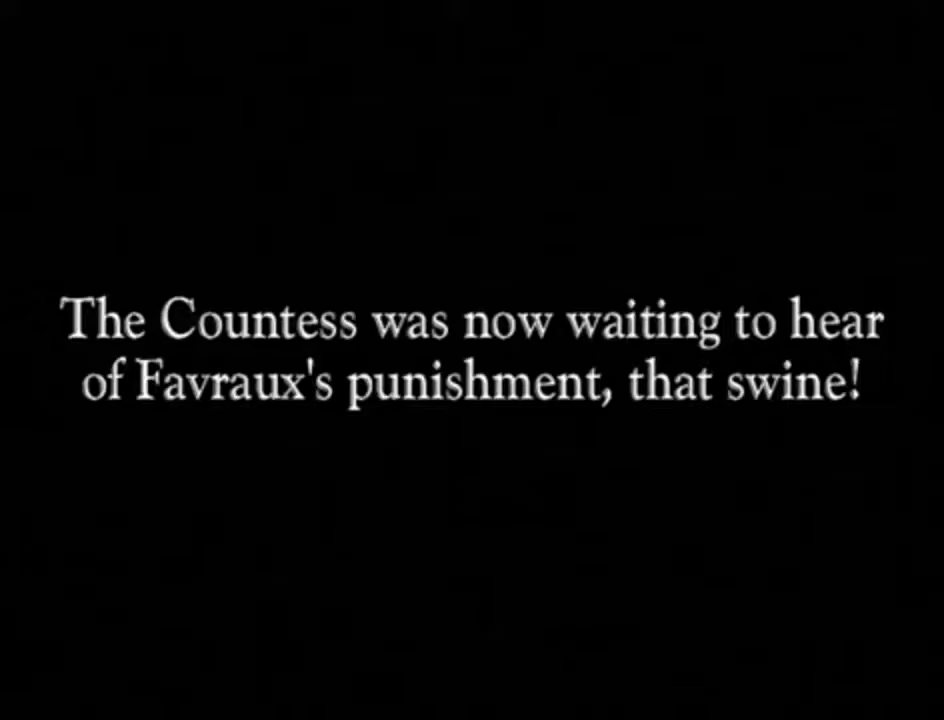 The Countess was now waiting to hear
of Favraux's punishment, that swine!